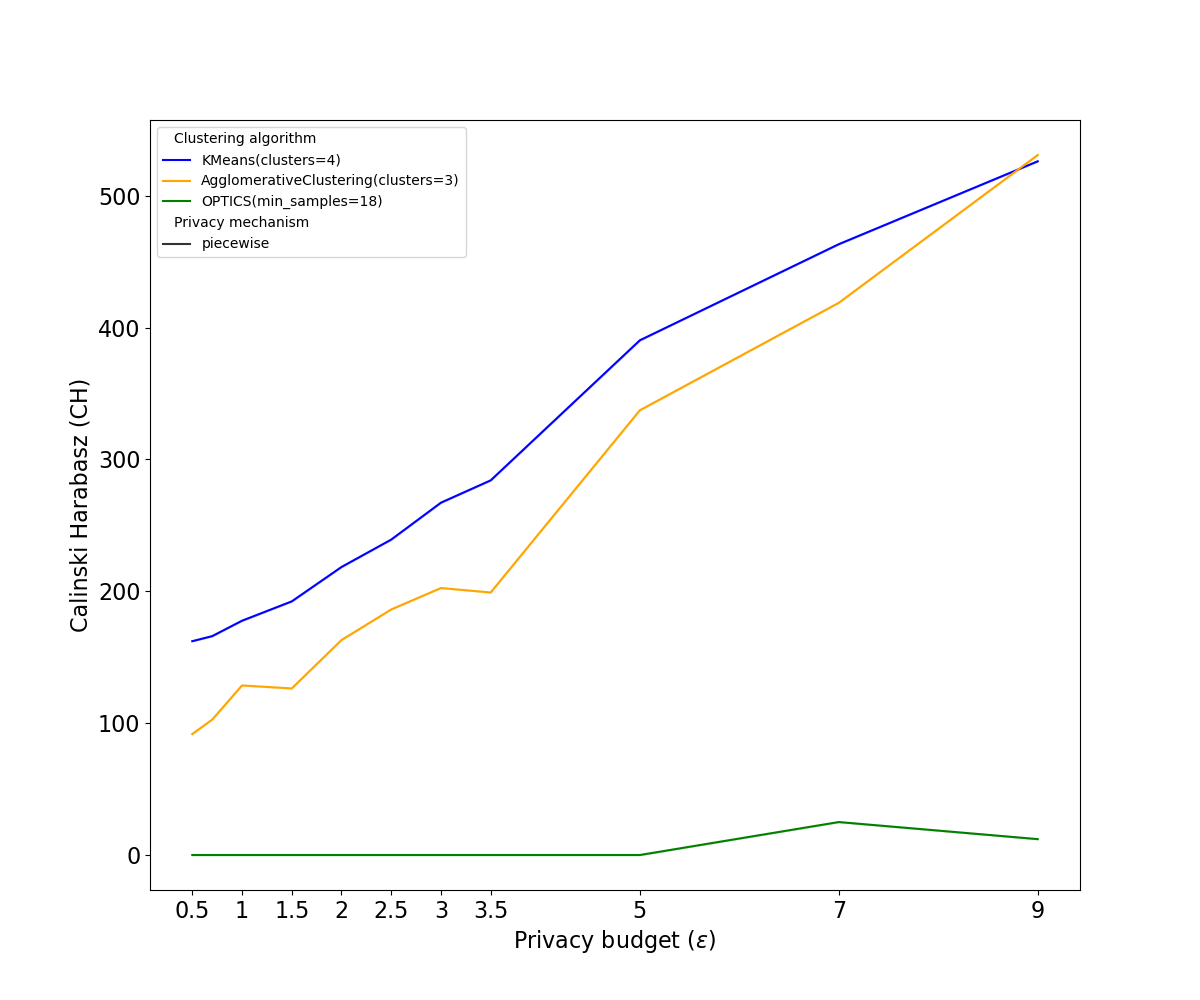 Clustering algorithm
KMeans(clusters=4)
AgglomerativeClustering(clusters=3)
OPTICS(min_samples=18)
Privacy mechanism
piecewise
Calinski Harabasz (CH)
500
400
300
200
100
0
0.5 1 1.5 2 2.5 3 3.5 5 7 9
Privacy budget (ε)